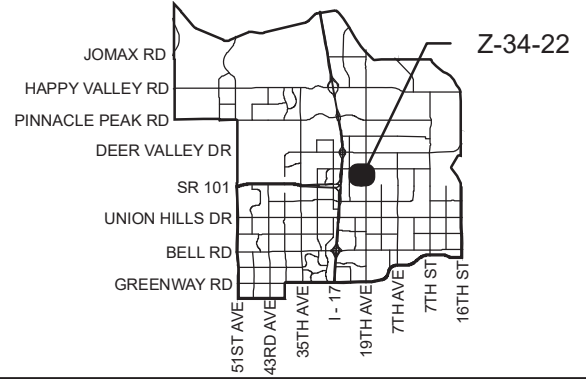 Z-34-22
JOMAX RD
HAPPY VALLEY RD
PINNACLE PEAK RD
DEER VALLEY DR
SR 101
UNION HILLS DR
BELL RD
GREENWAY RD
51ST AVE
43RD AVE
35TH AVE
I - 17
19TH AVE
7TH AVE
7TH ST
16TH ST